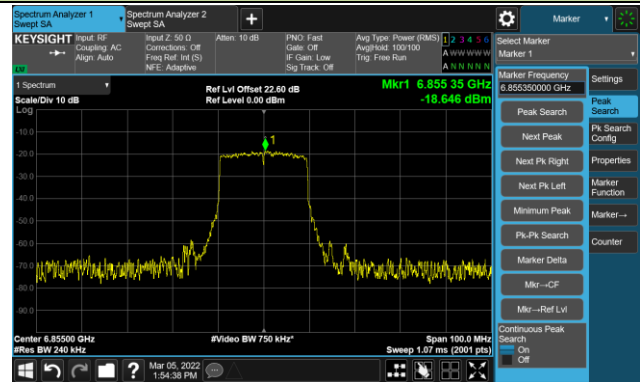 Spectrum Analyzer 1
Swept SA
Spectrum Analyzer 2
Swept SA
Marker
KEYSIGHT
Input: RF
Coupling: AC
Align: Auto
Input Z: 50 Ω
Corrections: Off
Freq Ref: Int (S)
NFE: Adaptive
Atten: 10 dB
PNO: Fast
Gate: Off
IF Gain: Low
Sig Track: Off
Avg Type: Power (RMS)
Avg|Hold: 100/100
Trig: Free Run
1 2 3 4 5 6
A W W W W W
A N N N N N
Select Marker
Marker 1
1 Spectrum
Scale/Div 10 dB
Log
Ref Lvl Offset 22.60 dB
Ref Level 0.00 dBm
Mkr1 6.855 35 GHz
-18.646 dBm
1
-10.0
-20.0
-30.0
-40.0
-50.0
-60.0
-70.0
-80.0
-90.0
Center 6.85500 GHz
#Res BW 240 kHz
#Video BW 750 kHz*
Span 100.0 MHz
Sweep 1.07 ms (2001 pts)
Marker Frequency
6.855350000 GHz
Peak Search
Next Peak
Next Pk Right
Next Pk Left
Minimum Peak
Pk-Pk Search
Marker Delta
Mkr→CF
Mkr→Ref Lvl
Continuous Peak
Search
On
Off
Settings
Peak
Search
Pk Search
Config
Properties
Marker
Function
Marker→
Counter
Mar 05, 2022
1:54:38 PM